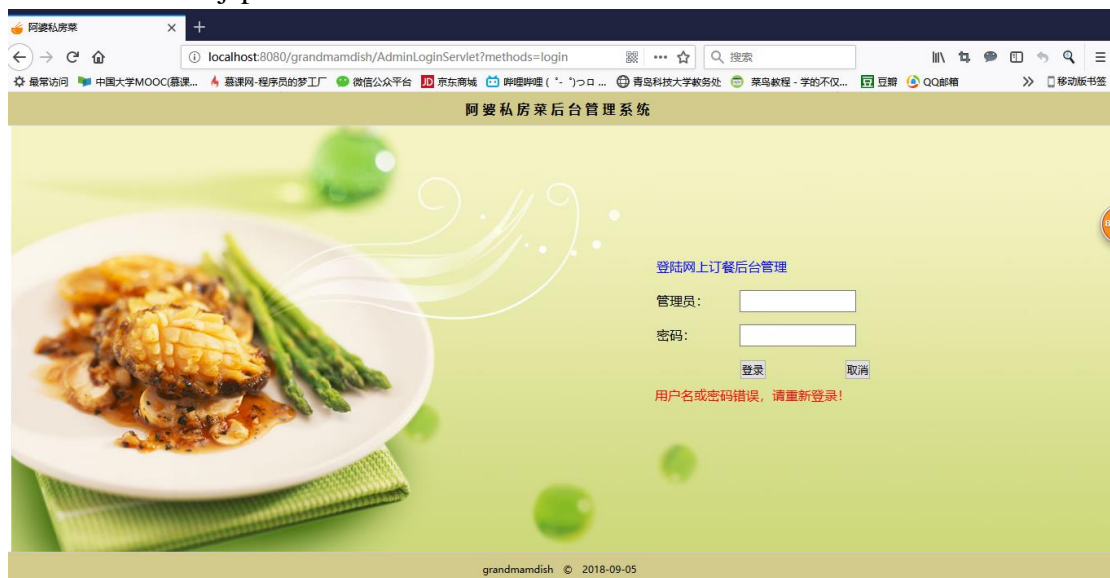 阿婆私房菜
localhost:8080/grandmamdish/AdminLoginServlet?methods=login
搜索
最常访问 中国大学MOOC(慕课... 慕课网-程序员的梦工厂 微信公众平台 京东商城 哔哩哔哩 ( ゜- ゜)つロ ... 青岛科技大学教务处 菜鸟教程 - 学的不仅... 豆瓣 QQ邮箱 移动版书签
阿婆私房菜后台管理系统
登陆网上订餐后台管理
管理员：
密码：
登录 取消
用户名或密码错误，请重新登录！
grandmamdish © 2018-09-05